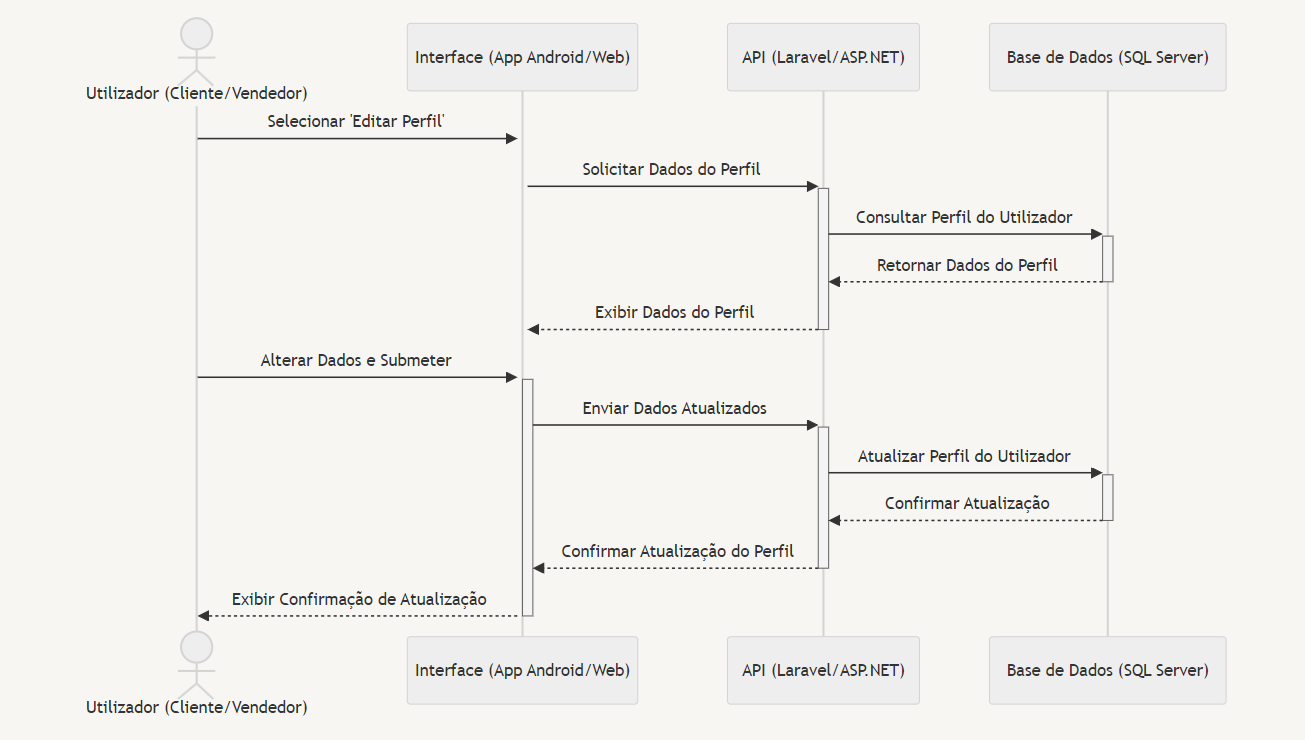 Utilizador (Cliente/Vendedor)
Interface (App Android/Web)
API (Laravel/ASP.NET)
Base de Dados (SQL Server)
Selecionar 'Editar Perfil'
Solicitar Dados do Perfil
Consultar Perfil do Utilizador
Retornar Dados do Perfil
Exibir Dados do Perfil
Alterar Dados e Submeter
Enviar Dados Atualizados
Atualizar Perfil do Utilizador
Confirmar Atualização
Confirmar Atualização do Perfil
Exibir Confirmação de Atualização
Utilizador (Cliente/Vendedor)
Interface (App Android/Web)
API (Laravel/ASP.NET)
Base de Dados (SQL Server)